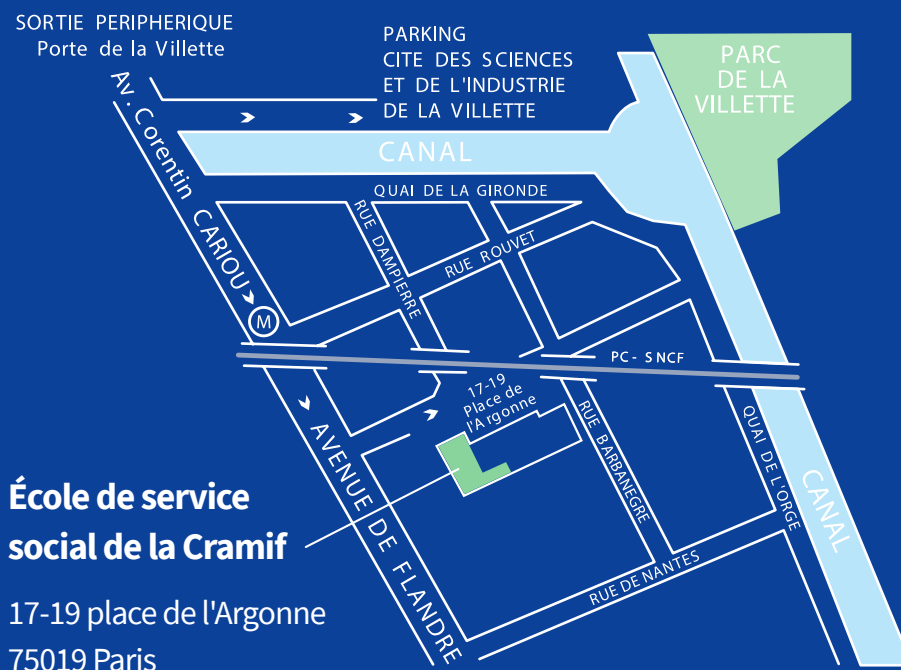 SORTIE PERIPHERIQUE
Porte de la Villette
PARKING
CITE DES SCIENCES
ET DE L'INDUSTRIE
DE LA VILLETTE
PARC
DE LA
VILLETTE
Av. Corentin CARIOU
CANAL
QUAI DE LA GIRONDE
RUE DAMPIERRE
RUE ROUVET
M
PC- SNCF
17-19
Place de
l'Argonne
AVENUE DE FLANDRE
RUE BARBANEGRE
QUAI DE L'ORGE
CANAL
RUE DE NANTES
École de service
social de la Cramif
17-19 place de l'Argonne
75019 Paris